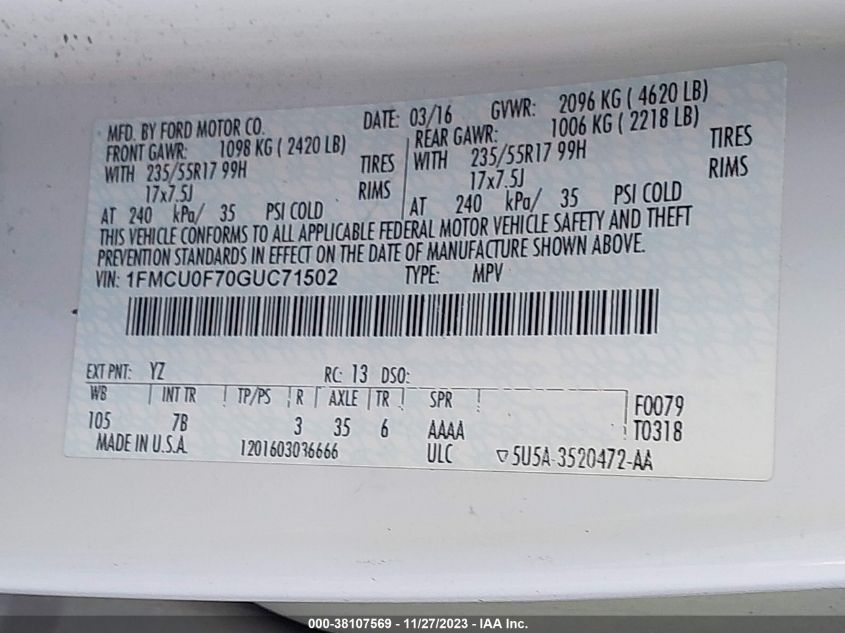 MFD. BY FORD MOTOR CO. DATE: 03/16 GVWR: 2096 KG ( 4620 LB)
FRONT GAWR: 1098 KG ( 2420 LB) REAR GAWR: 1006 KG ( 2218 LB)
WITH 235/55R17 99H TIRES WITH 235/55R17 99H TIRES
17x7.5J RIMS 17x7.5J RIMS
AT 240 kPa/ 35 PSI COLD AT 240 kPa/ 35 PSI COLD
THIS VEHICLE CONFORMS TO ALL APPLICABLE FEDERAL MOTOR VEHICLE SAFETY AND THEFT
PREVENTION STANDARDS IN EFFECT ON THE DATE OF MANUFACTURE SHOWN ABOVE.
VIN: 1FMCU0F70GUC71502 TYPE: MPV
EXT PNT: YZ RC: 13 DSO:
WB INT TR TP/PS R AXLE TR SPR F0079
105 7B 3 35 6 AAAA T0318
MADE IN U.S.A. 1201603036666 ULC ▽5U5A-3520472-AA
000-38107569 - 11/27/2023 - IAA Inc.